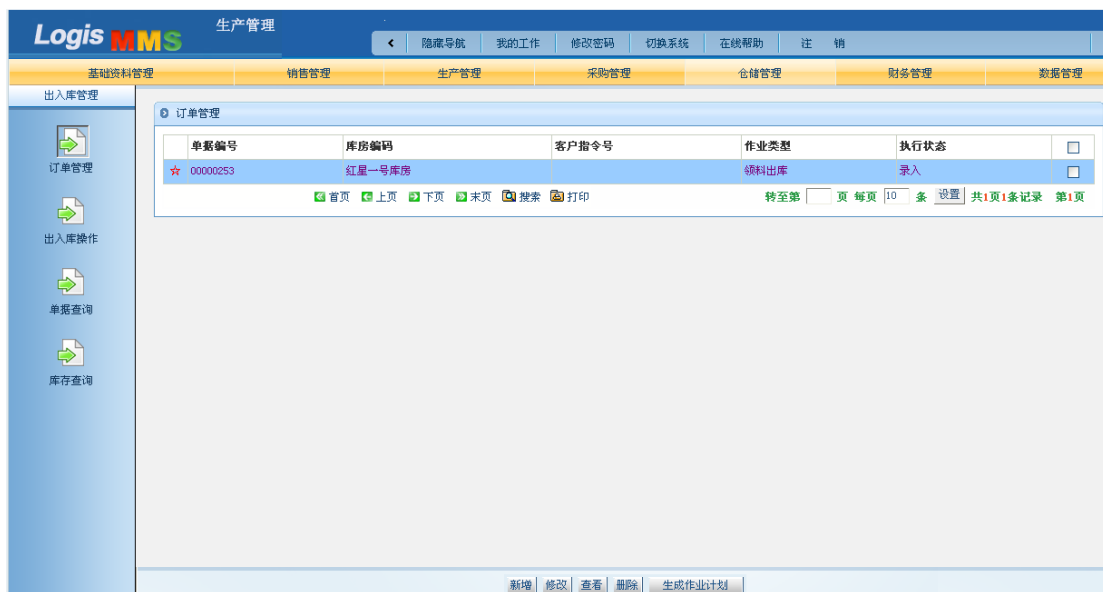 Logis MMS
生产管理
隐藏导航 我的工作 修改密码 切换系统 在线帮助 注 销
基础资料管理 销售管理 生产管理 采购管理 仓储管理 财务管理 数据管理
出入库管理
订单管理
订单管理
出入库操作
单据查询
库存查询
单据编号 库房编码 客户指令号 作业类型 执行状态
00000253 红星一号库房 领料出库 录入
首页 上页 下页 末页 搜索 打印 转至第 页 每页 10 条 设置 共1页1条记录 第1页
新增 修改 查看 删除 生成作业计划